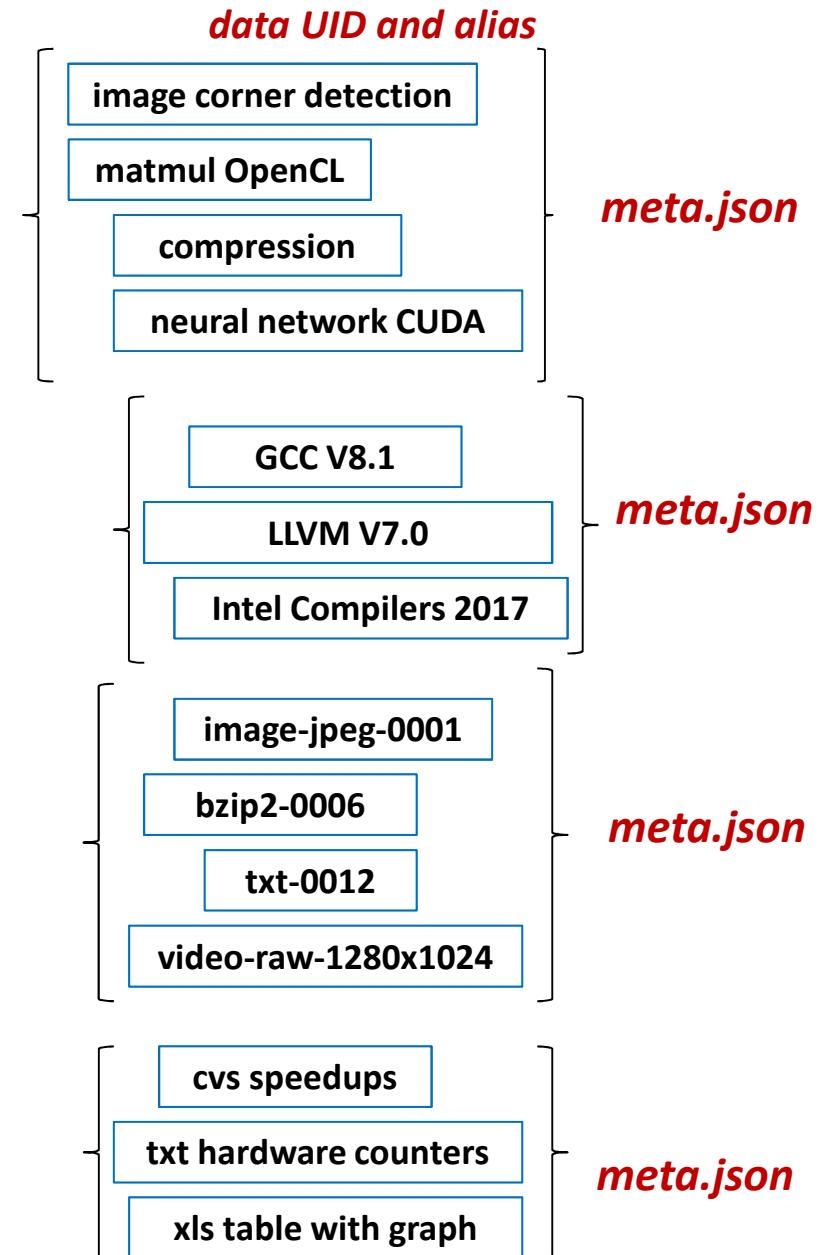 data UID and alias
image corner detection
matmul OpenCL
meta.json
compression
neural network CUDA
GCC V8.1
meta.json
LLVM V7.0
Intel Compilers 2017
image-jpeg-0001
bzip2-0006
meta.json
txt-0012
video-raw-1280x1024
cvs speedups
txt hardware counters
meta.json
xls table with graph